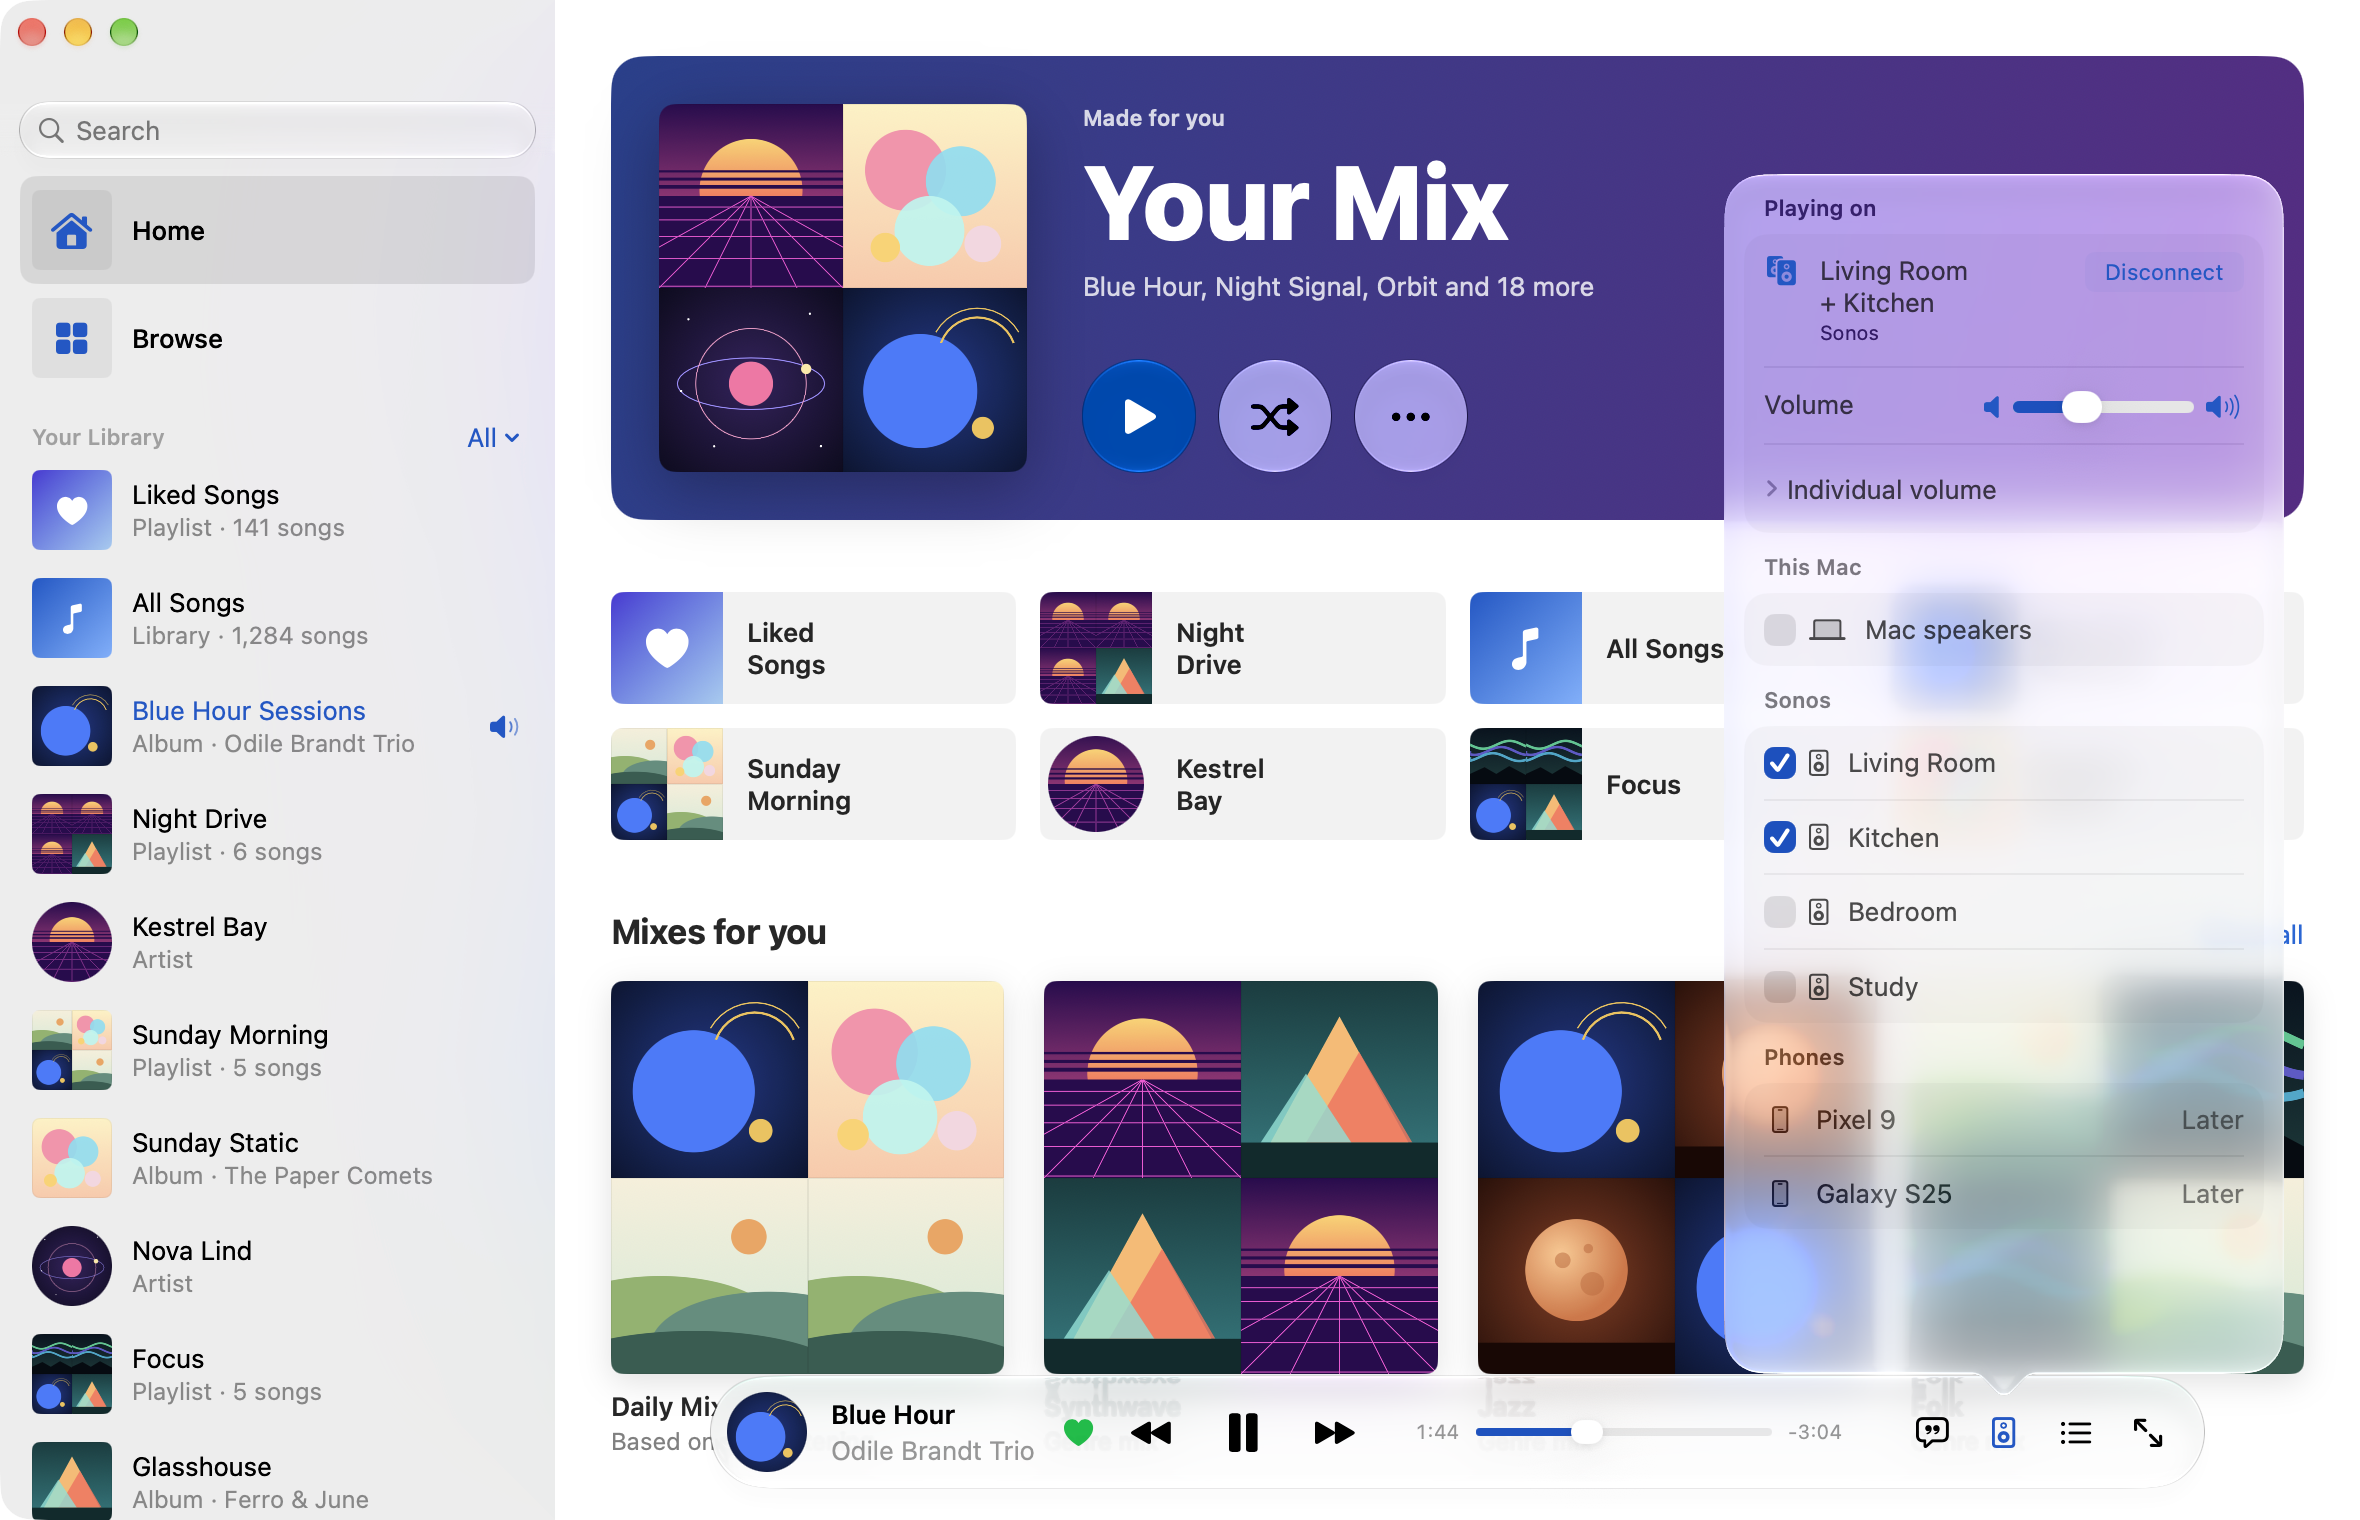 Search
Home
Browse
Your Library
All
Liked Songs
Playlist · 141 songs
All Songs
Library · 1,284 songs
Blue Hour Sessions
Album · Odile Brandt Trio
Night Drive
Playlist · 6 songs
Kestrel Bay
Artist
Sunday Morning
Playlist · 5 songs
Sunday Static
Album · The Paper Comets
Nova Lind
Artist
Focus
Playlist · 5 songs
Glasshouse
Album · Ferro & June
Made for you
Your Mix
Blue Hour, Night Signal, Orbit and 18 more
Liked
Songs
Night
Drive
All Songs
Sunday
Morning
Kestrel
Bay
Focus
Mixes for you
all
Daily Mix
Based on
Synthwave
Jazz
Folk
Playing on
Living Room
+ Kitchen
Sonos
Disconnect
Volume
Individual volume
This Mac
Mac speakers
Sonos
Living Room
Kitchen
Bedroom
Study
Phones
Pixel 9
Later
Galaxy S25
Later
Blue Hour
Odile Brandt Trio
1:44
-3:04